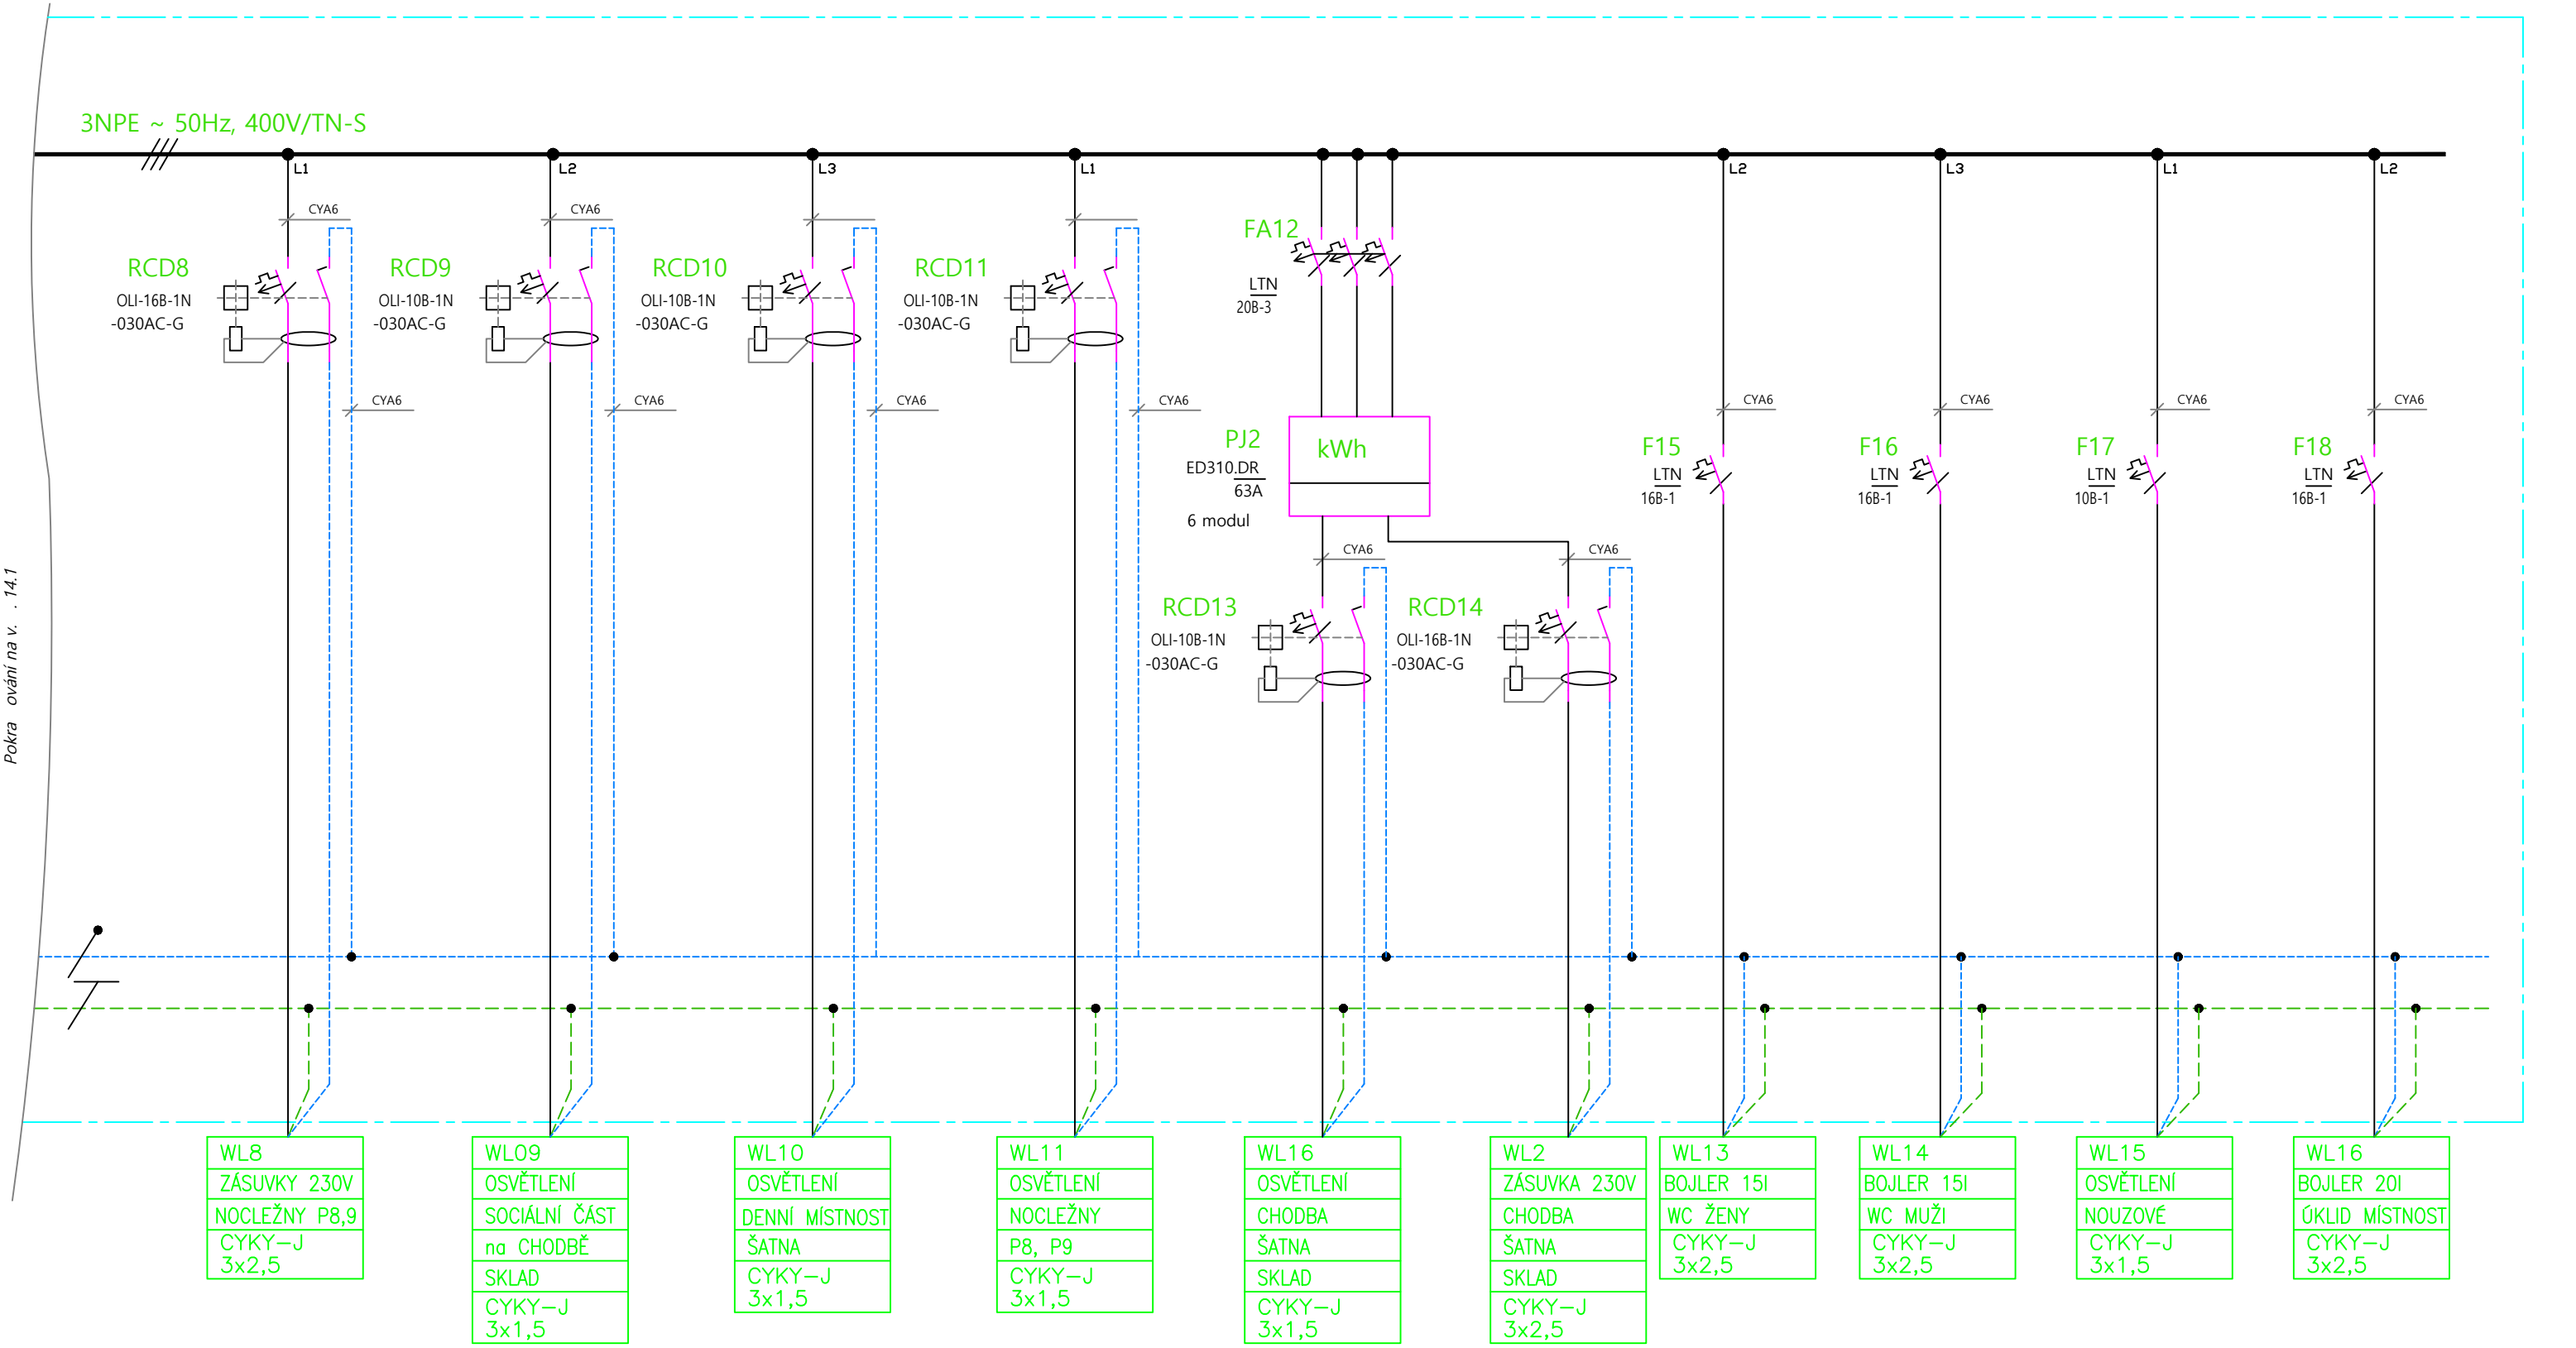 3NPE ~ 50Hz, 400V/TN-S
L1
L2
L3
L1
L2
L3
L1
L2
CYA6
CYA6
FA12
LTN
20B-3
RCD8
OLI-16B-1N
-030AC-G
RCD9
OLI-10B-1N
-030AC-G
RCD10
OLI-10B-1N
-030AC-G
RCD11
OLI-10B-1N
-030AC-G
CYA6
CYA6
CYA6
CYA6
CYA6
CYA6
CYA6
CYA6
PJ2
kWh
ED310.DR
63A
6 modul
F15
LTN
16B-1
F16
LTN
16B-1
F17
LTN
10B-1
F18
LTN
16B-1
CYA6
CYA6
RCD13
OLI-10B-1N
-030AC-G
RCD14
OLI-16B-1N
-030AC-G
Pokra ování na v. . 14.1
WL8
ZÁSUVKY 230V
NOCLEŽNY P8,9
CYKY-J
3x2,5
WL09
OSVĚTLENÍ
SOCIÁLNÍ ČÁST
na CHODBĚ
SKLAD
CYKY-J
3x1,5
WL10
OSVĚTLENÍ
DENNÍ MÍSTNOST
ŠATNA
CYKY-J
3x1,5
WL11
OSVĚTLENÍ
NOCLEŽNY
P8, P9
CYKY-J
3x1,5
WL16
OSVĚTLENÍ
CHODBA
ŠATNA
SKLAD
CYKY-J
3x1,5
WL2
ZÁSUVKA 230V
CHODBA
ŠATNA
SKLAD
CYKY-J
3x2,5
WL13
BOJLER 15l
WC ŽENY
CYKY-J
3x2,5
WL14
BOJLER 15l
WC MUŽI
CYKY-J
3x2,5
WL15
OSVĚTLENÍ
NOUZOVÉ
CYKY-J
3x1,5
WL16
BOJLER 20l
ÚKLID MÍSTNOST
CYKY-J
3x2,5